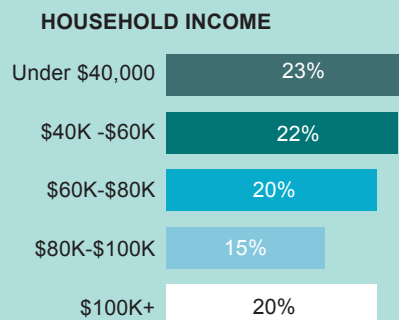 HOUSEHOLD INCOME
Under $40,000 23%
$40K -$60K 22%
$60K-$80K 20%
$80K-$100K 15%
$100K+ 20%